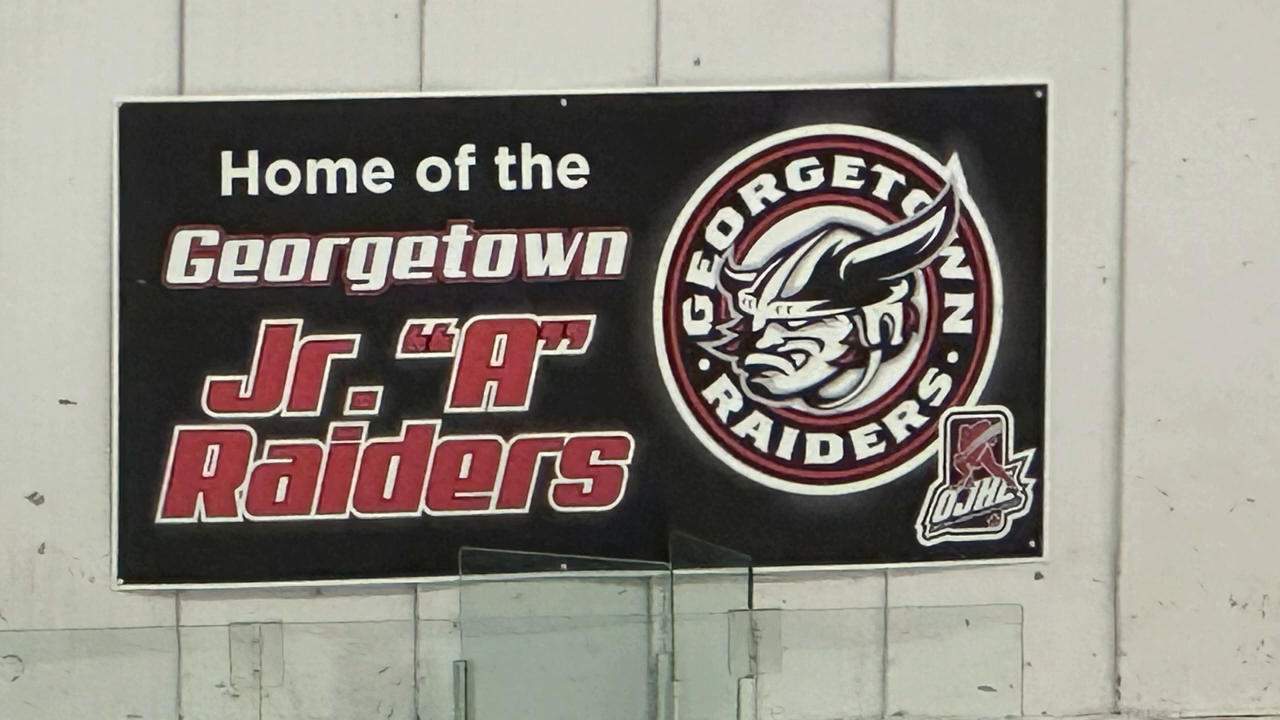 Home of the
Georgetown
Jr. "A"
Raiders
GEORGETOWN
· RAIDERS ·
OJHL